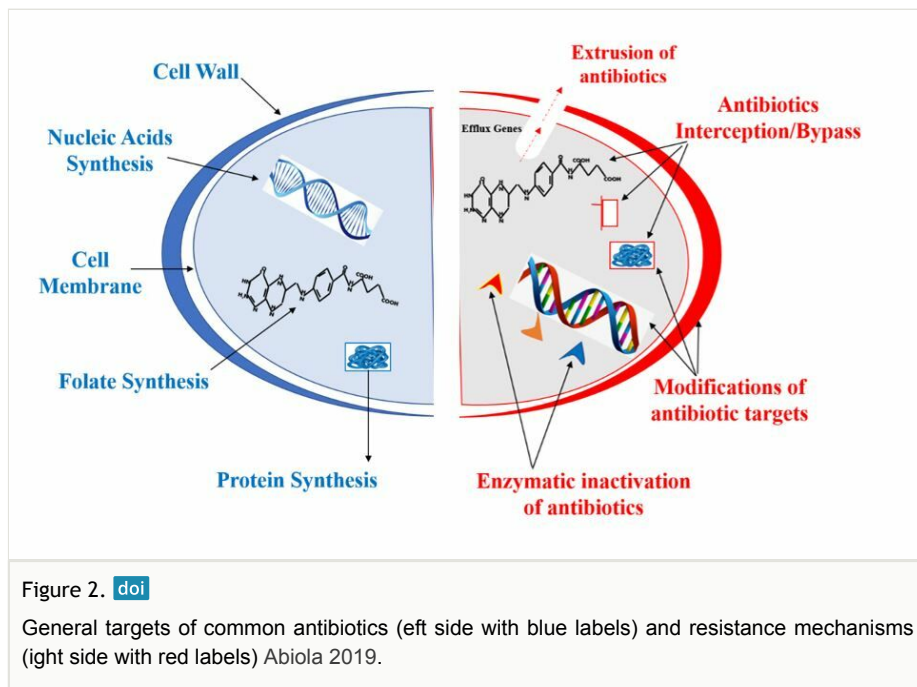 Cell Wall
Nucleic Acids
Synthesis
Cell
Membrane
Folate Synthesis
Protein Synthesis
Extrusion of
antibiotics
Efflux Genes
Antibiotics
Interception/Bypass
Modifications of
antibiotic targets
Enzymatic inactivation
of antibiotics
Figure 2. doi
General targets of common antibiotics (eft side with blue labels) and resistance mechanisms
(ight side with red labels) Abiola 2019.